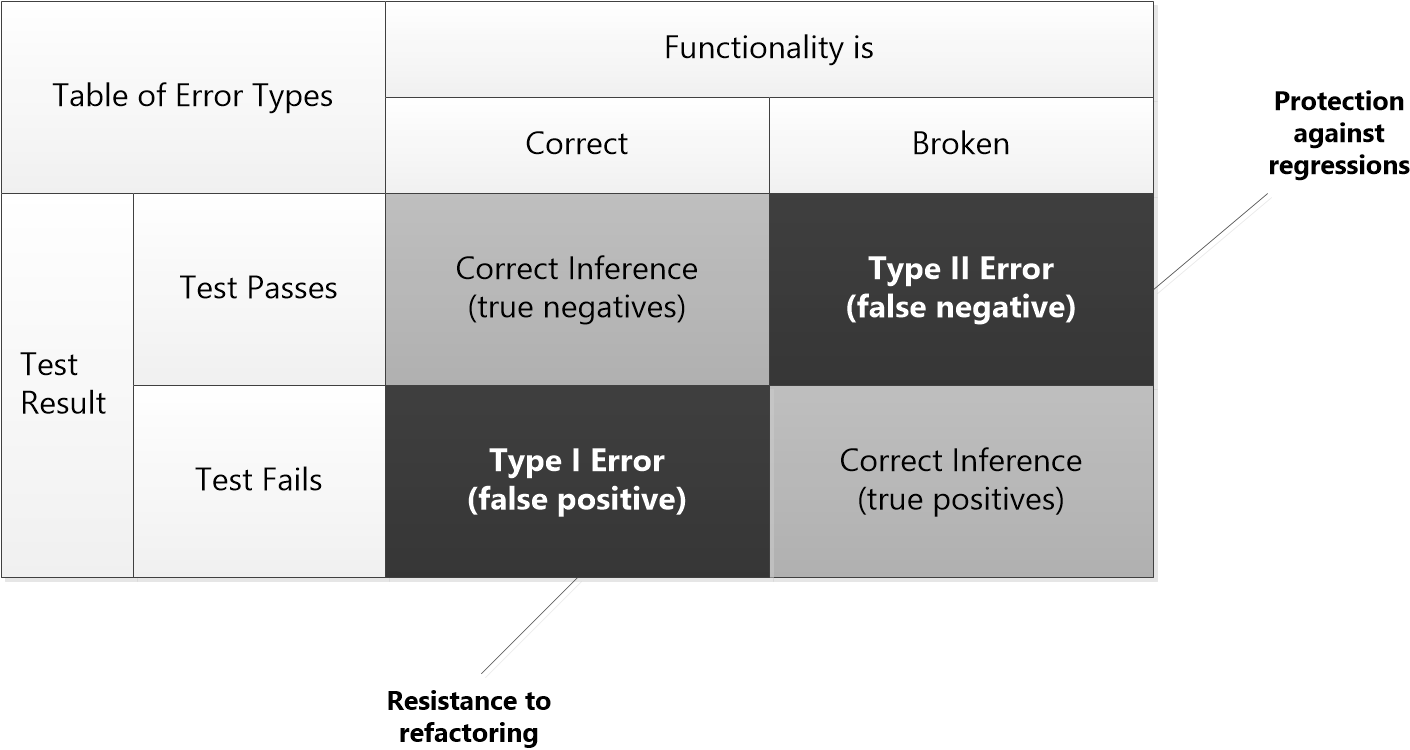 Table of Error Types
Functionality is
Correct
Broken
Protection
against
regressions
Test
Result
Test Passes
Correct Inference
(true negatives)
Type II Error
(false negative)
Test Fails
Type I Error
(false positive)
Correct Inference
(true positives)
Resistance to
refactoring